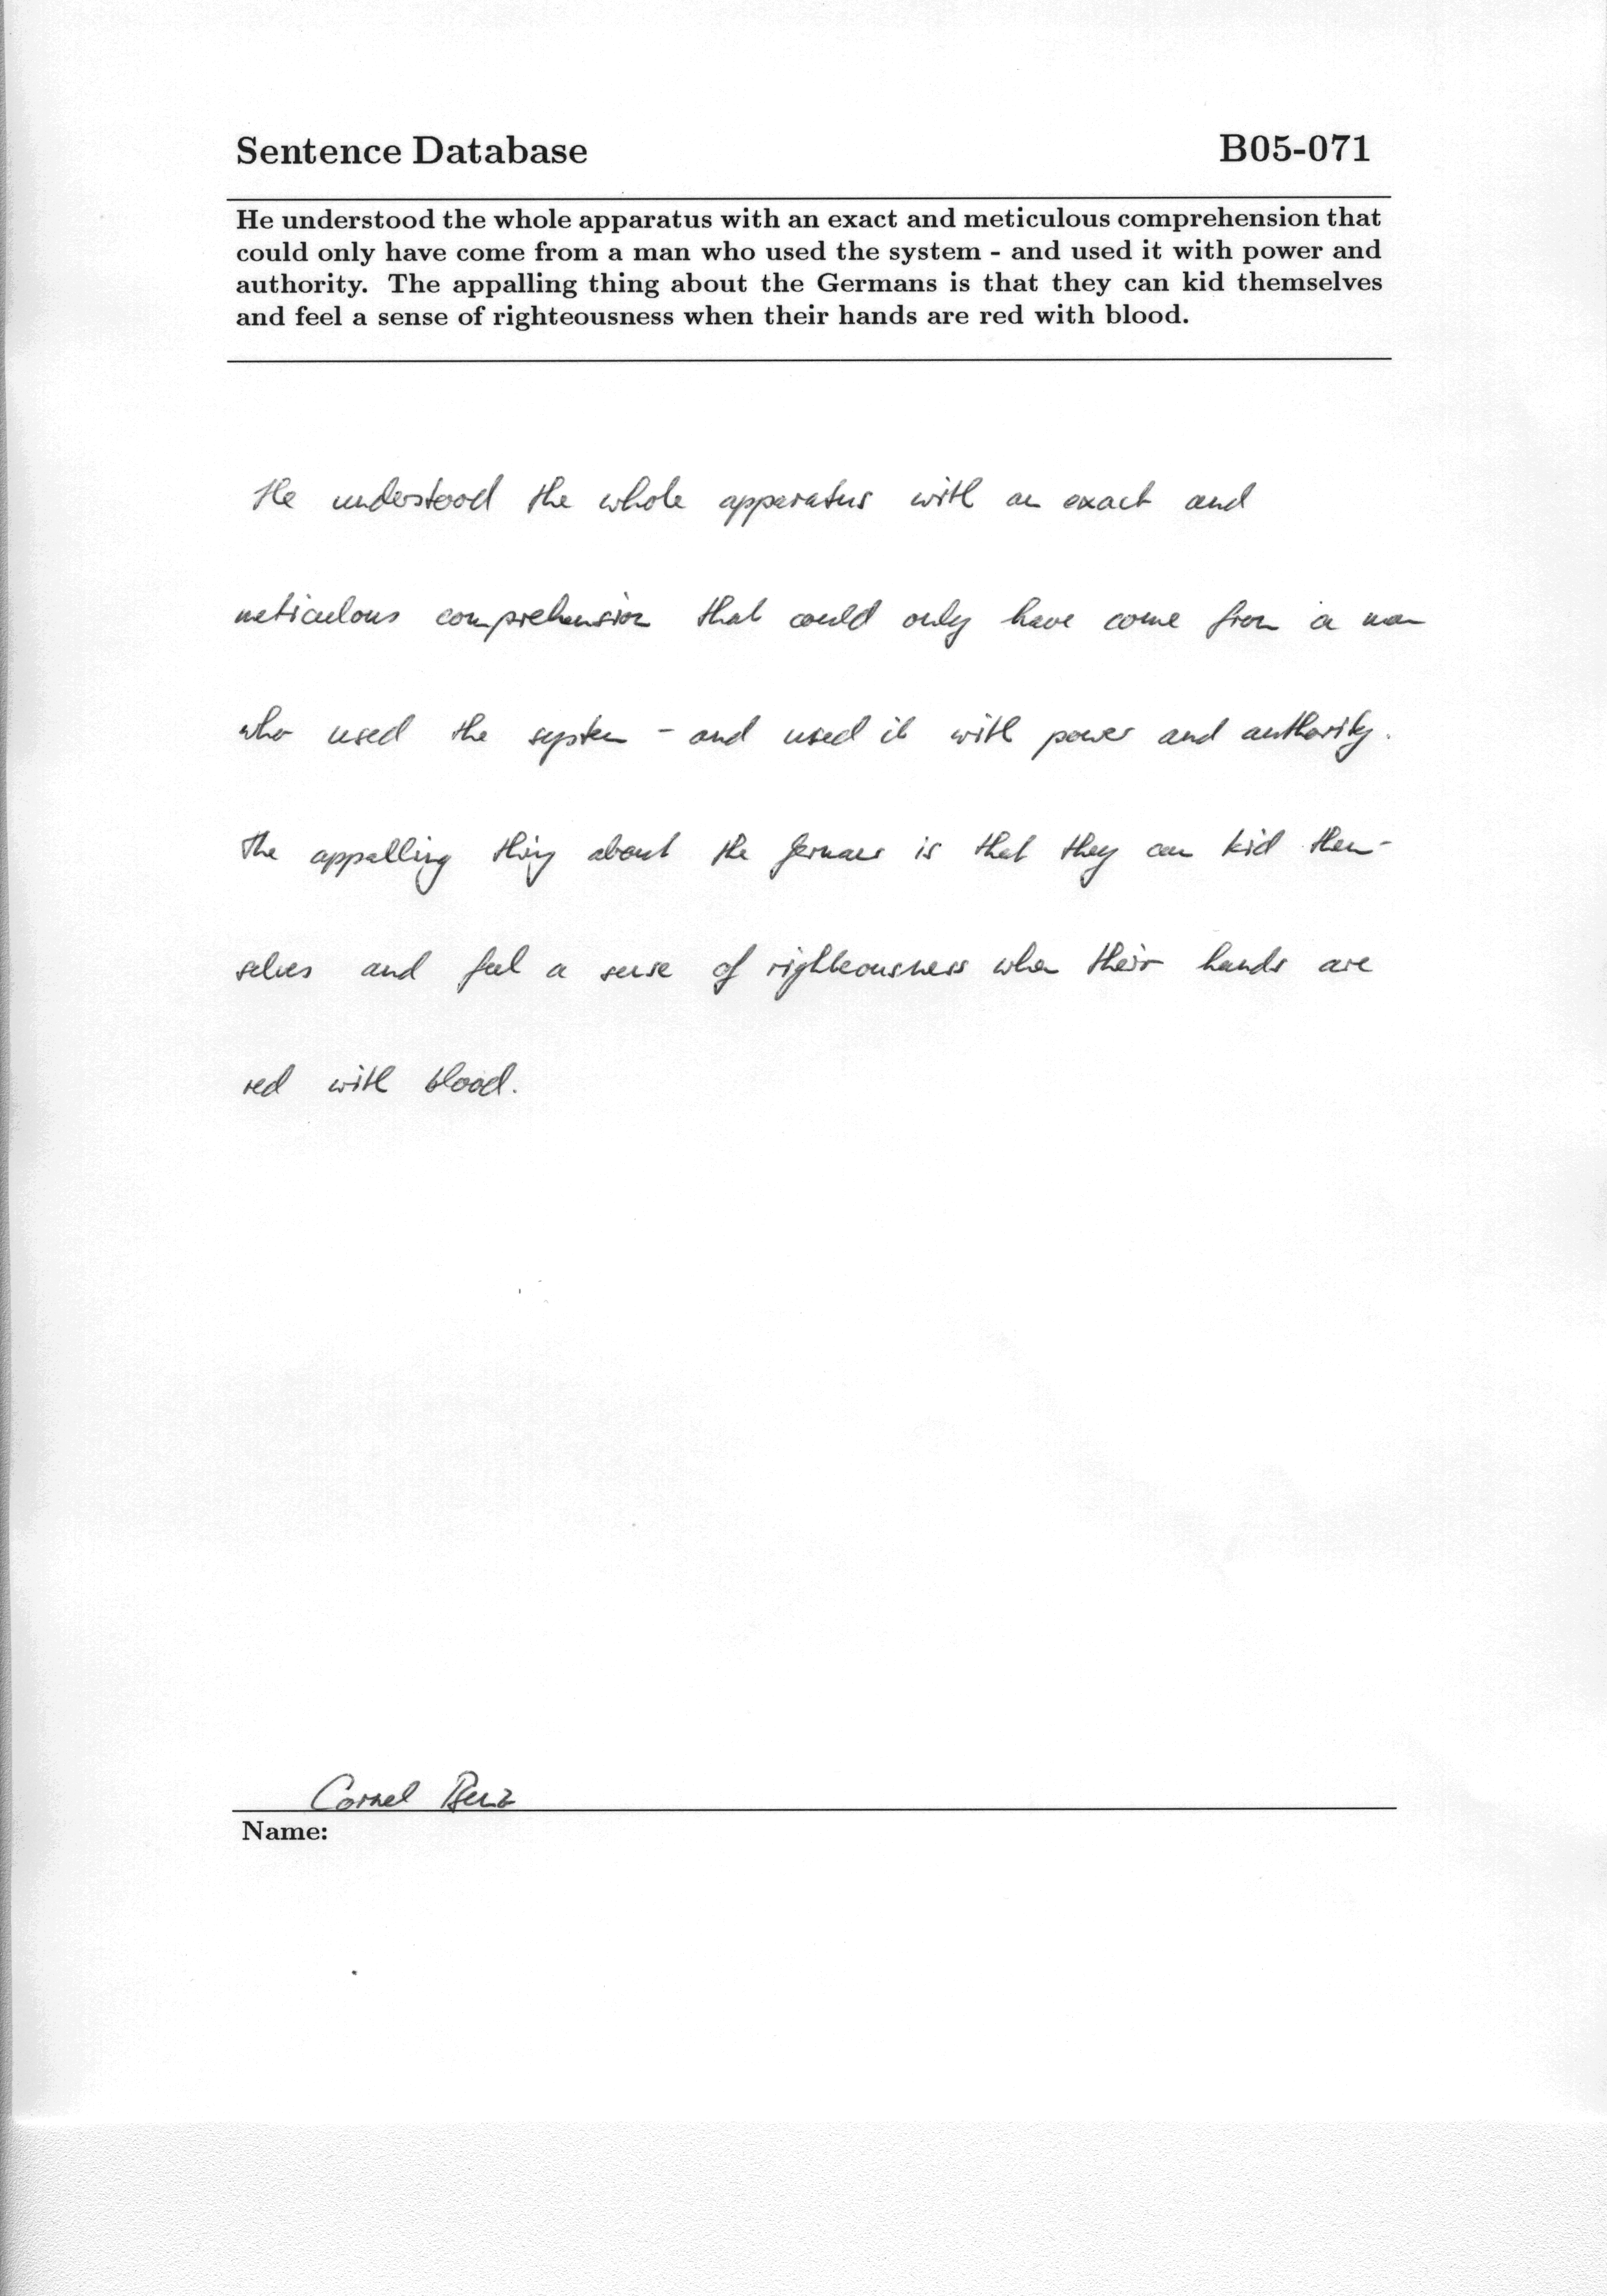 Sentence Database B05-071
He understood the whole apparatus with an exact and meticulous comprehension that
could only have come from a man who used the system - and used it with power and
authority. The appalling thing about the Germans is that they can kid themselves
and feel a sense of righteousness when their hands are red with blood.
He understood the whole apparatus with an exact and
meticulous comprehension that could only have come from a man
who used the system - and used it with power and authority.
The appalling thing about the Germans is that they can kid them-
selves and feel a sense of righteousness when their hands are
red with blood.
Cornel
Name: